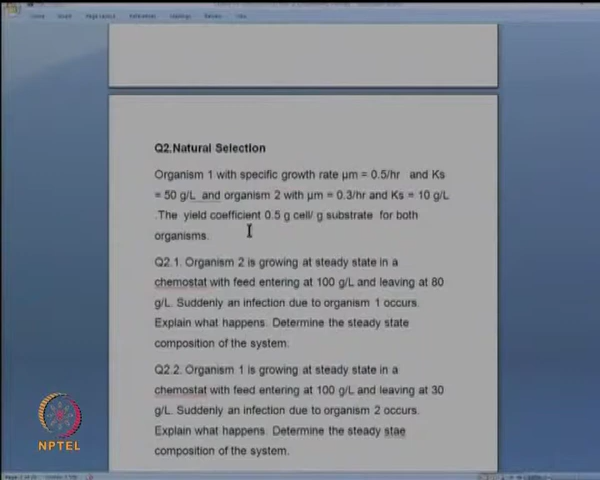 Q2.Natural Selection
Organism 1 with specific growth rate µm = 0.5/hr and Ks
= 50 g/L and organism 2 with µm = 0.3/hr and Ks = 10 g/L
.The yield coefficient 0.5 g cell/ g substrate for both
organisms.
Q2.1. Organism 2 is growing at steady state in a
chemostat with feed entering at 100 g/L and leaving at 80
g/L. Suddenly an infection due to organism 1 occurs.
Explain what happens. Determine the steady state
composition of the system.
Q2.2. Organism 1 is growing at steady state in a
chemostat with feed entering at 100 g/L and leaving at 30
g/L. Suddenly an infection due to organism 2 occurs.
Explain what happens. Determine the steady stae
composition of the system.
NPTEL